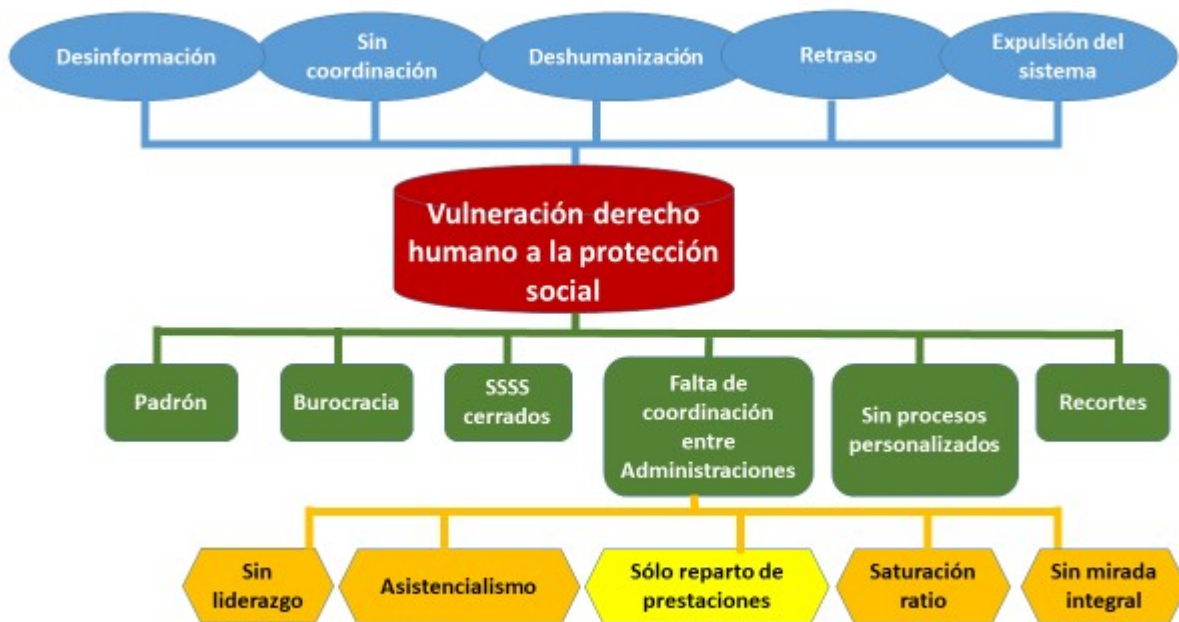 Desinformación
Sin
coordinación
Deshumanización
Retraso
Expulsión del
sistema
Vulneración derecho
humano a la protección
social
Padrón
Burocracia
SSSS
cerrados
Falta de
coordinación
entre
Administraciones
Sin procesos
personalizados
Recortes
Sin
liderazgo
Asistencialismo
Sólo reparto de
prestaciones
Saturación
ratio
Sin mirada
integral